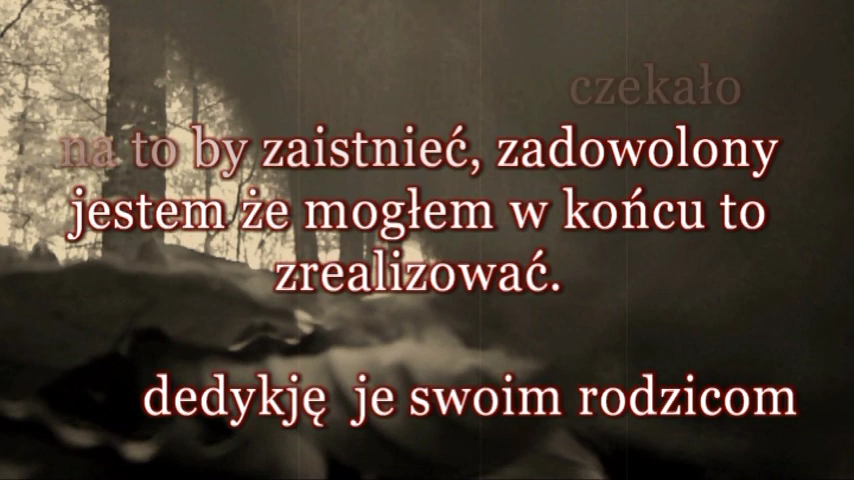 czekało
na to by zaistnieć, zadowolony
jestem że mogłem w końcu to
zrealizować.
dedykję je swoim rodzicom